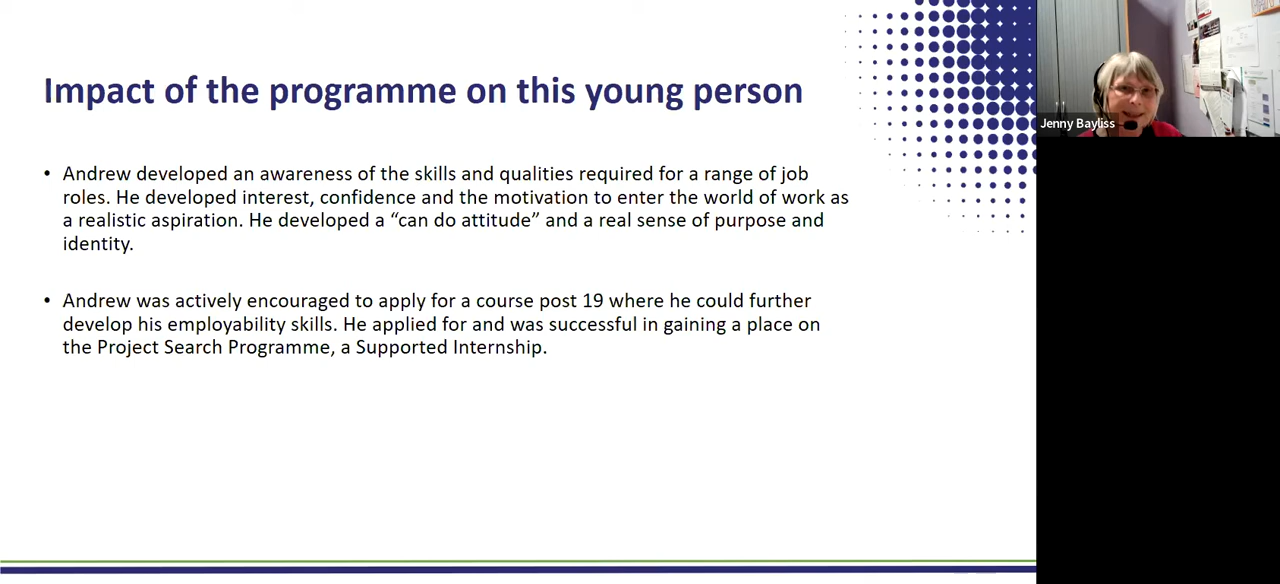 Impact of the programme on this young person
Jenny Bayliss
• Andrew developed an awareness of the skills and qualities required for a range of job
roles. He developed interest, confidence and the motivation to enter the world of work as
a realistic aspiration. He developed a “can do attitude” and a real sense of purpose and
identity.
• Andrew was actively encouraged to apply for a course post 19 where he could further
develop his employability skills. He applied for and was successful in gaining a place on
the Project Search Programme, a Supported Internship.